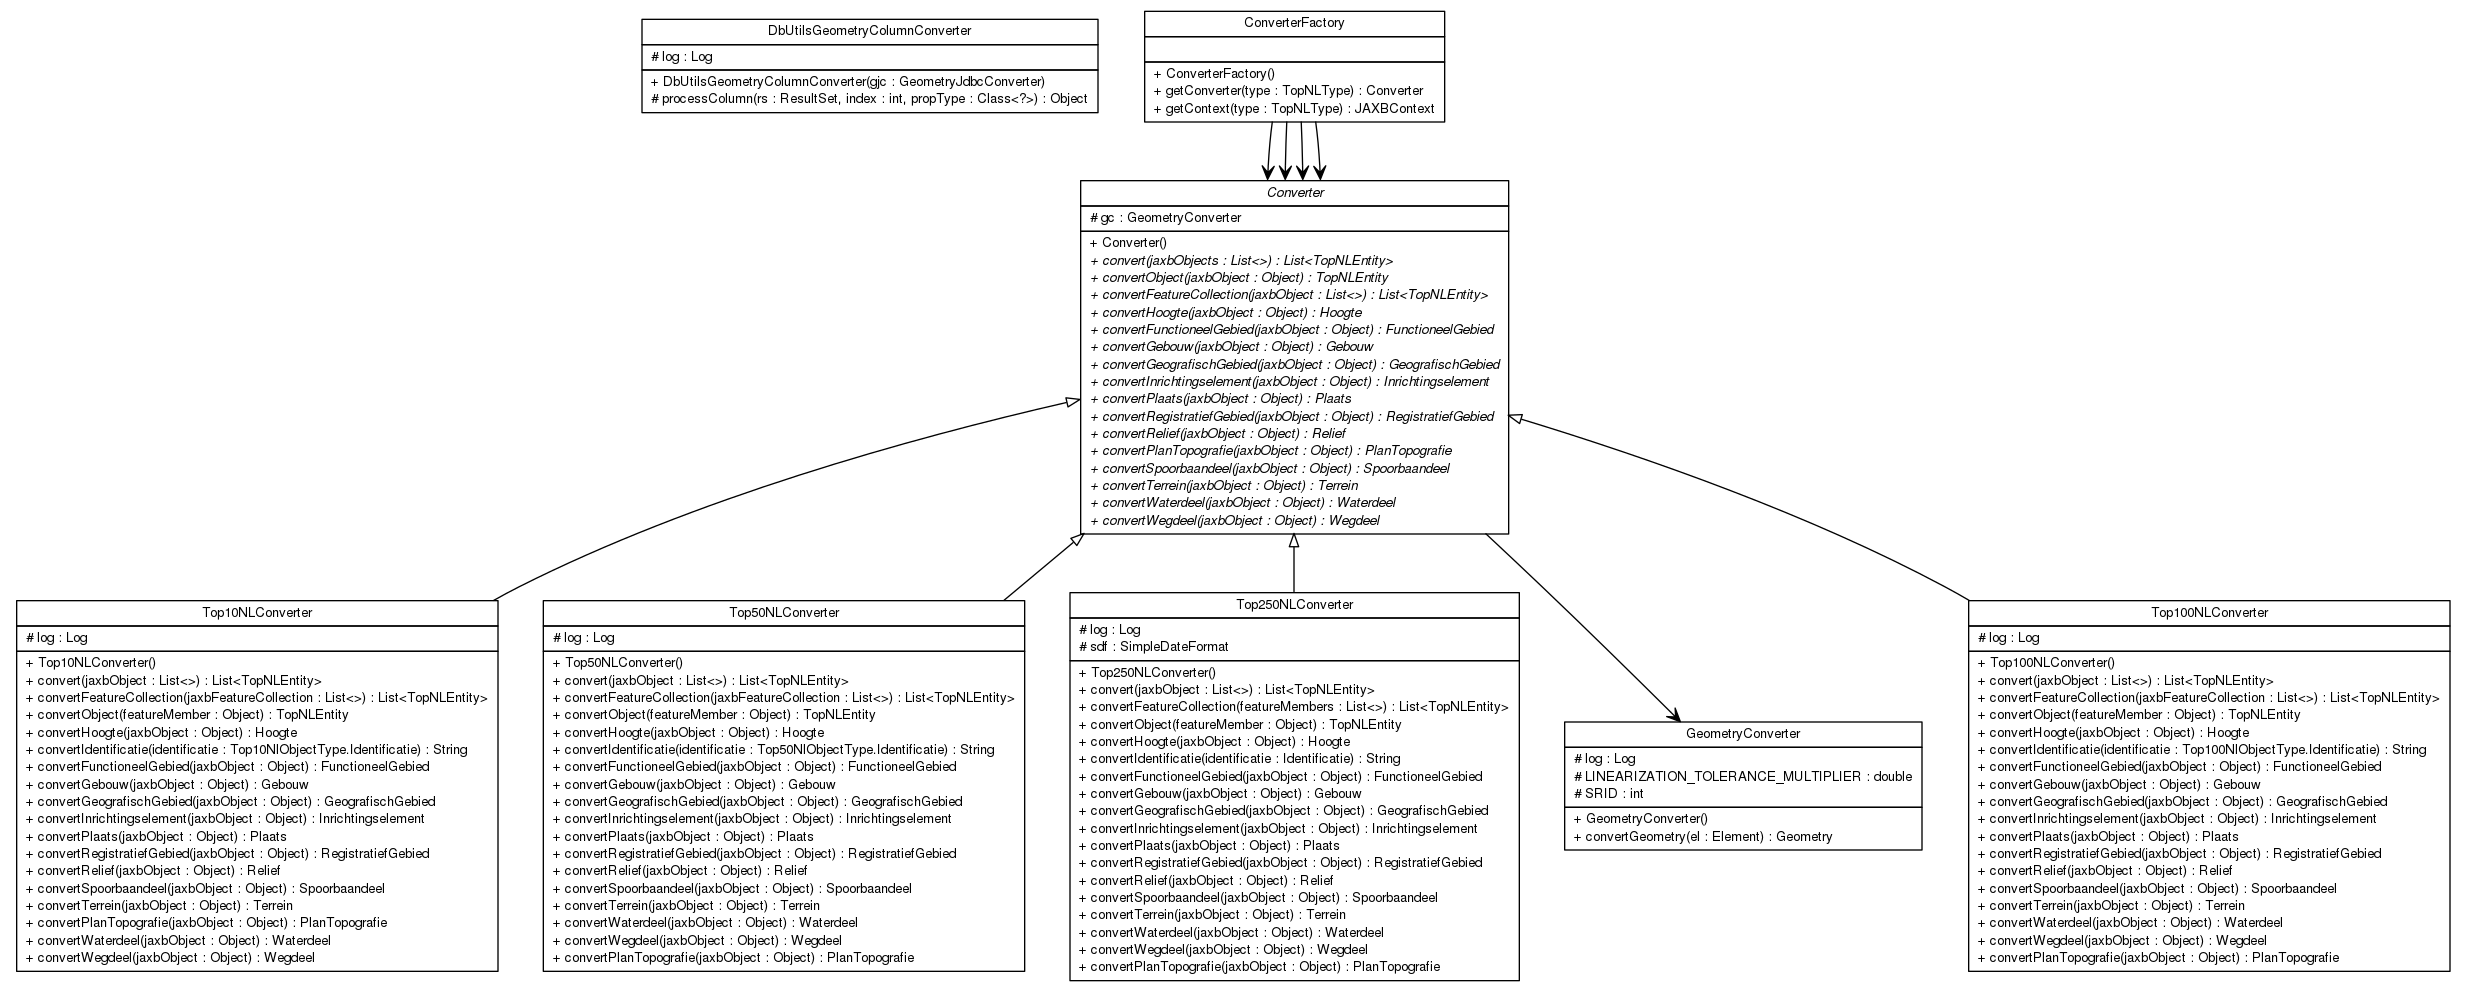 DbUtilsGeometryColumnConverter
# log : Log
+ DbUtilsGeometryColumnConverter(gjc : GeometryJdbcConverter)
# processColumn(rs : ResultSet, index : int, propType : Class<?>) : Object
ConverterFactory
+ ConverterFactory()
+ getConverter(type : TopNLType) : Converter
+ getContext(type : TopNLType) : JAXBContext
Converter
# gc : GeometryConverter
+ Converter()
+ convert(jaxbObjects : List<>) : List<TopNLEntity>
+ convertObject(jaxbObject : Object) : TopNLEntity
+ convertFeatureCollection(jaxbObject : List<>) : List<TopNLEntity>
+ convertHoogte(jaxbObject : Object) : Hoogte
+ convertFunctioneelGebied(jaxbObject : Object) : FunctioneelGebied
+ convertGebouw(jaxbObject : Object) : Gebouw
+ convertGeografischGebied(jaxbObject : Object) : GeografischGebied
+ convertInrichtingselement(jaxbObject : Object) : Inrichtingselement
+ convertPlaats(jaxbObject : Object) : Plaats
+ convertRegistratiefGebied(jaxbObject : Object) : RegistratiefGebied
+ convertRelief(jaxbObject : Object) : Relief
+ convertPlanTopografie(jaxbObject : Object) : PlanTopografie
+ convertSpoorbaandeel(jaxbObject : Object) : Spoorbaandeel
+ convertTerrein(jaxbObject : Object) : Terrein
+ convertWaterdeel(jaxbObject : Object) : Waterdeel
+ convertWegdeel(jaxbObject : Object) : Wegdeel
Top10NLConverter
# log : Log
+ Top10NLConverter()
+ convert(jaxbObject : List<>) : List<TopNLEntity>
+ convertFeatureCollection(jaxbFeatureCollection : List<>) : List<TopNLEntity>
+ convertObject(featureMember : Object) : TopNLEntity
+ convertHoogte(jaxbObject : Object) : Hoogte
+ convertIdentificatie(identificatie : Top10NlObjectType.Identificatie) : String
+ convertFunctioneelGebied(jaxbObject : Object) : FunctioneelGebied
+ convertGebouw(jaxbObject : Object) : Gebouw
+ convertGeografischGebied(jaxbObject : Object) : GeografischGebied
+ convertInrichtingselement(jaxbObject : Object) : Inrichtingselement
+ convertPlaats(jaxbObject : Object) : Plaats
+ convertRegistratiefGebied(jaxbObject : Object) : RegistratiefGebied
+ convertRelief(jaxbObject : Object) : Relief
+ convertSpoorbaandeel(jaxbObject : Object) : Spoorbaandeel
+ convertTerrein(jaxbObject : Object) : Terrein
+ convertPlanTopografie(jaxbObject : Object) : PlanTopografie
+ convertWaterdeel(jaxbObject : Object) : Waterdeel
+ convertWegdeel(jaxbObject : Object) : Wegdeel
Top50NLConverter
# log : Log
+ Top50NLConverter()
+ convert(jaxbObject : List<>) : List<TopNLEntity>
+ convertFeatureCollection(jaxbFeatureCollection : List<>) : List<TopNLEntity>
+ convertObject(featureMember : Object) : TopNLEntity
+ convertHoogte(jaxbObject : Object) : Hoogte
+ convertIdentificatie(identificatie : Top50NlObjectType.Identificatie) : String
+ convertFunctioneelGebied(jaxbObject : Object) : FunctioneelGebied
+ convertGebouw(jaxbObject : Object) : Gebouw
+ convertGeografischGebied(jaxbObject : Object) : GeografischGebied
+ convertInrichtingselement(jaxbObject : Object) : Inrichtingselement
+ convertPlaats(jaxbObject : Object) : Plaats
+ convertRegistratiefGebied(jaxbObject : Object) : RegistratiefGebied
+ convertRelief(jaxbObject : Object) : Relief
+ convertSpoorbaandeel(jaxbObject : Object) : Spoorbaandeel
+ convertTerrein(jaxbObject : Object) : Terrein
+ convertWaterdeel(jaxbObject : Object) : Waterdeel
+ convertWegdeel(jaxbObject : Object) : Wegdeel
+ convertPlanTopografie(jaxbObject : Object) : PlanTopografie
Top250NLConverter
# log : Log
# sdf : SimpleDateFormat
+ Top250NLConverter()
+ convert(jaxbObject : List<>) : List<TopNLEntity>
+ convertFeatureCollection(featureMembers : List<>) : List<TopNLEntity>
+ convertObject(featureMember : Object) : TopNLEntity
+ convertHoogte(jaxbObject : Object) : Hoogte
+ convertIdentificatie(identificatie : Identificatie) : String
+ convertFunctioneelGebied(jaxbObject : Object) : FunctioneelGebied
+ convertGebouw(jaxbObject : Object) : Gebouw
+ convertGeografischGebied(jaxbObject : Object) : GeografischGebied
+ convertInrichtingselement(jaxbObject : Object) : Inrichtingselement
+ convertPlaats(jaxbObject : Object) : Plaats
+ convertRegistratiefGebied(jaxbObject : Object) : RegistratiefGebied
+ convertRelief(jaxbObject : Object) : Relief
+ convertSpoorbaandeel(jaxbObject : Object) : Spoorbaandeel
+ convertTerrein(jaxbObject : Object) : Terrein
+ convertWaterdeel(jaxbObject : Object) : Waterdeel
+ convertWegdeel(jaxbObject : Object) : Wegdeel
+ convertPlanTopografie(jaxbObject : Object) : PlanTopografie
GeometryConverter
# log : Log
# LINEARIZATION_TOLERANCE_MULTIPLIER : double
# SRID : int
+ GeometryConverter()
+ convertGeometry(el : Element) : Geometry
Top100NLConverter
# log : Log
+ Top100NLConverter()
+ convert(jaxbObject : List<>) : List<TopNLEntity>
+ convertFeatureCollection(jaxbFeatureCollection : List<>) : List<TopNLEntity>
+ convertObject(featureMember : Object) : TopNLEntity
+ convertHoogte(jaxbObject : Object) : Hoogte
+ convertIdentificatie(identificatie : Top100NlObjectType.Identificatie) : String
+ convertFunctioneelGebied(jaxbObject : Object) : FunctioneelGebied
+ convertGebouw(jaxbObject : Object) : Gebouw
+ convertGeografischGebied(jaxbObject : Object) : GeografischGebied
+ convertInrichtingselement(jaxbObject : Object) : Inrichtingselement
+ convertPlaats(jaxbObject : Object) : Plaats
+ convertRegistratiefGebied(jaxbObject : Object) : RegistratiefGebied
+ convertRelief(jaxbObject : Object) : Relief
+ convertSpoorbaandeel(jaxbObject : Object) : Spoorbaandeel
+ convertTerrein(jaxbObject : Object) : Terrein
+ convertWaterdeel(jaxbObject : Object) : Waterdeel
+ convertWegdeel(jaxbObject : Object) : Wegdeel
+ convertPlanTopografie(jaxbObject : Object) : PlanTopografie